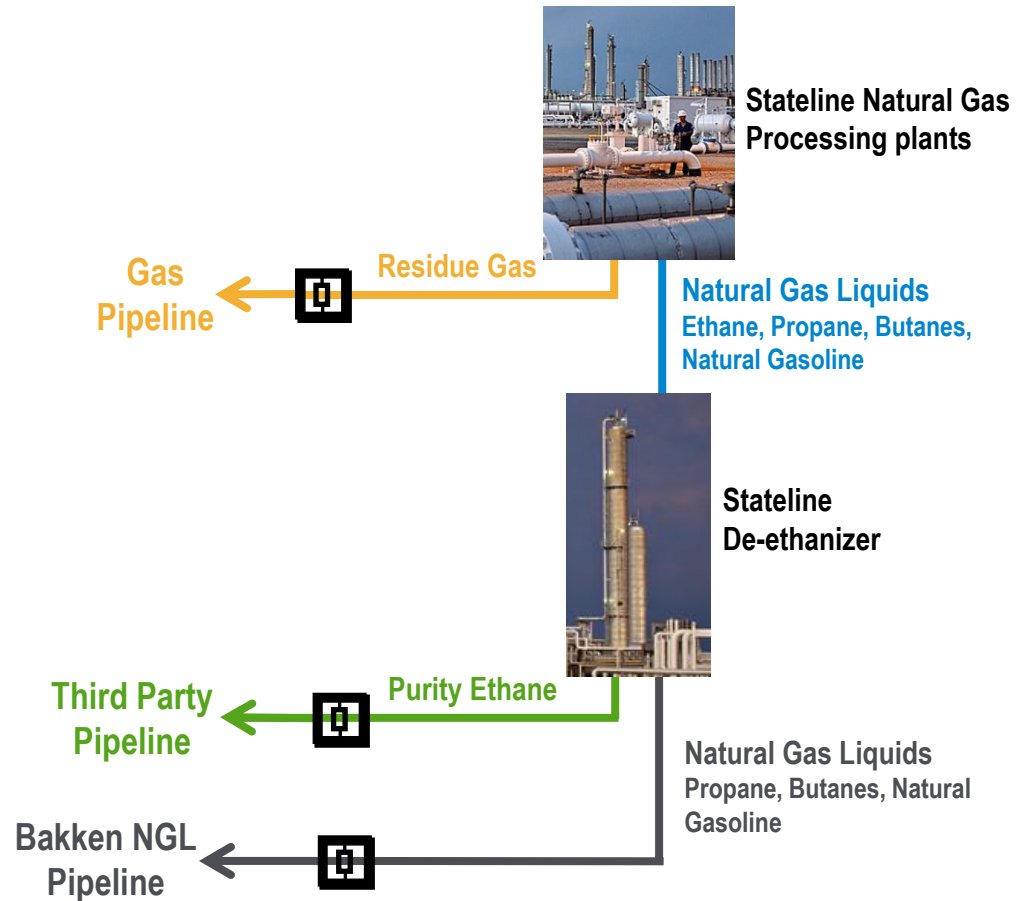 Stateline Natural Gas
Processing plants
Residue Gas
Gas
Pipeline
Natural Gas Liquids
Ethane, Propane, Butanes,
Natural Gasoline
Stateline
De-ethanizer
Purity Ethane
Third Party
Pipeline
Natural Gas Liquids
Propane, Butanes, Natural
Gasoline
Bakken NGL
Pipeline